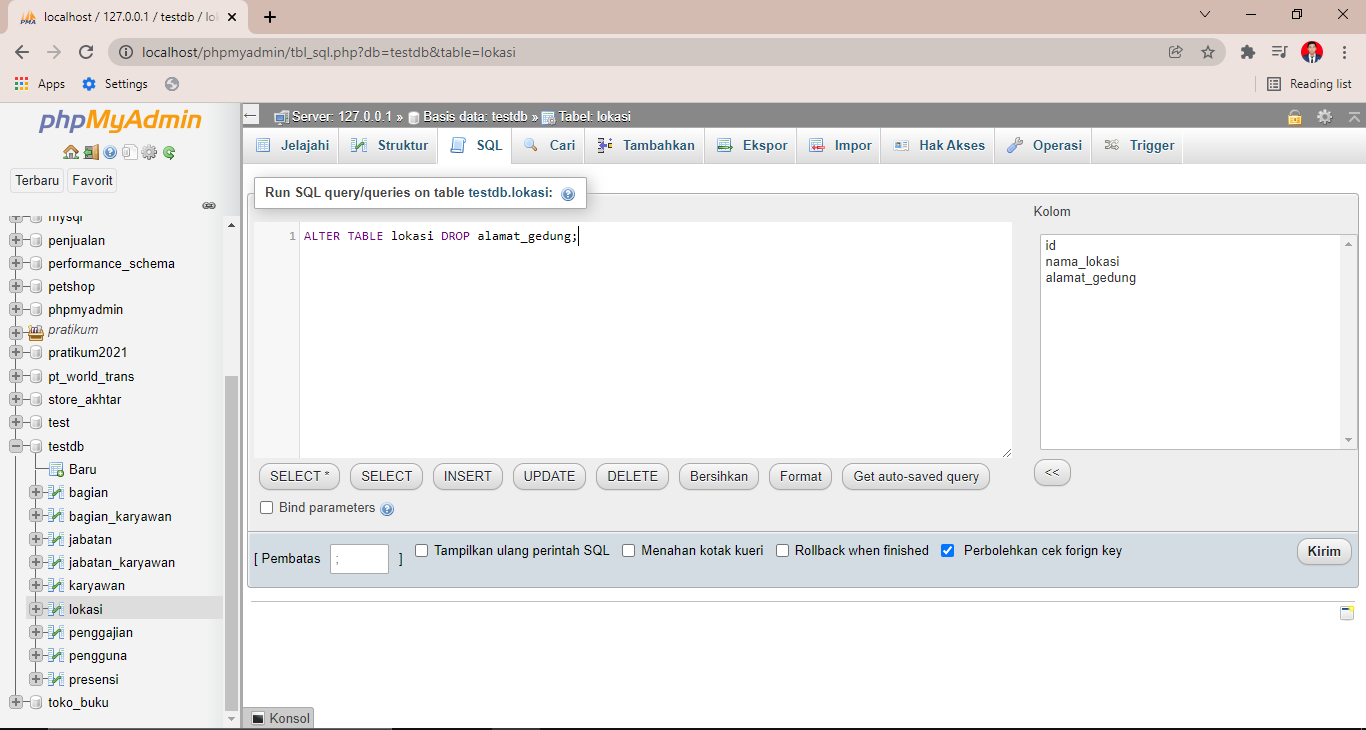 localhost / 127.0.0.1 / testdb / lok
localhost/phpmyadmin/tbl_sql.php?db=testdb&table=lokasi
Apps Settings Reading list
phpMyAdmin
Terbaru Favorit
mysql
penjualan
performance_schema
petshop
phpmyadmin
pratikum
pratikum2021
pt_world_trans
store_akhtar
test
testdb
Baru
bagian
bagian_karyawan
jabatan
jabatan_karyawan
karyawan
lokasi
penggajian
pengguna
presensi
toko_buku
Server: 127.0.0.1 » Basis data: testdb » Tabel: lokasi
Jelajahi Struktur SQL Cari Tambahkan Ekspor Impor Hak Akses Operasi Trigger
Run SQL query/queries on table testdb.lokasi:
1 ALTER TABLE lokasi DROP alamat_gedung;
Kolom
id
nama_lokasi
alamat_gedung
<<
SELECT * SELECT INSERT UPDATE DELETE Bersihkan Format Get auto-saved query
Bind parameters
[ Pembatas ; ] Tampilkan ulang perintah SQL Menahan kotak kueri Rollback when finished Perbolehkan cek forign key Kirim
Konsol